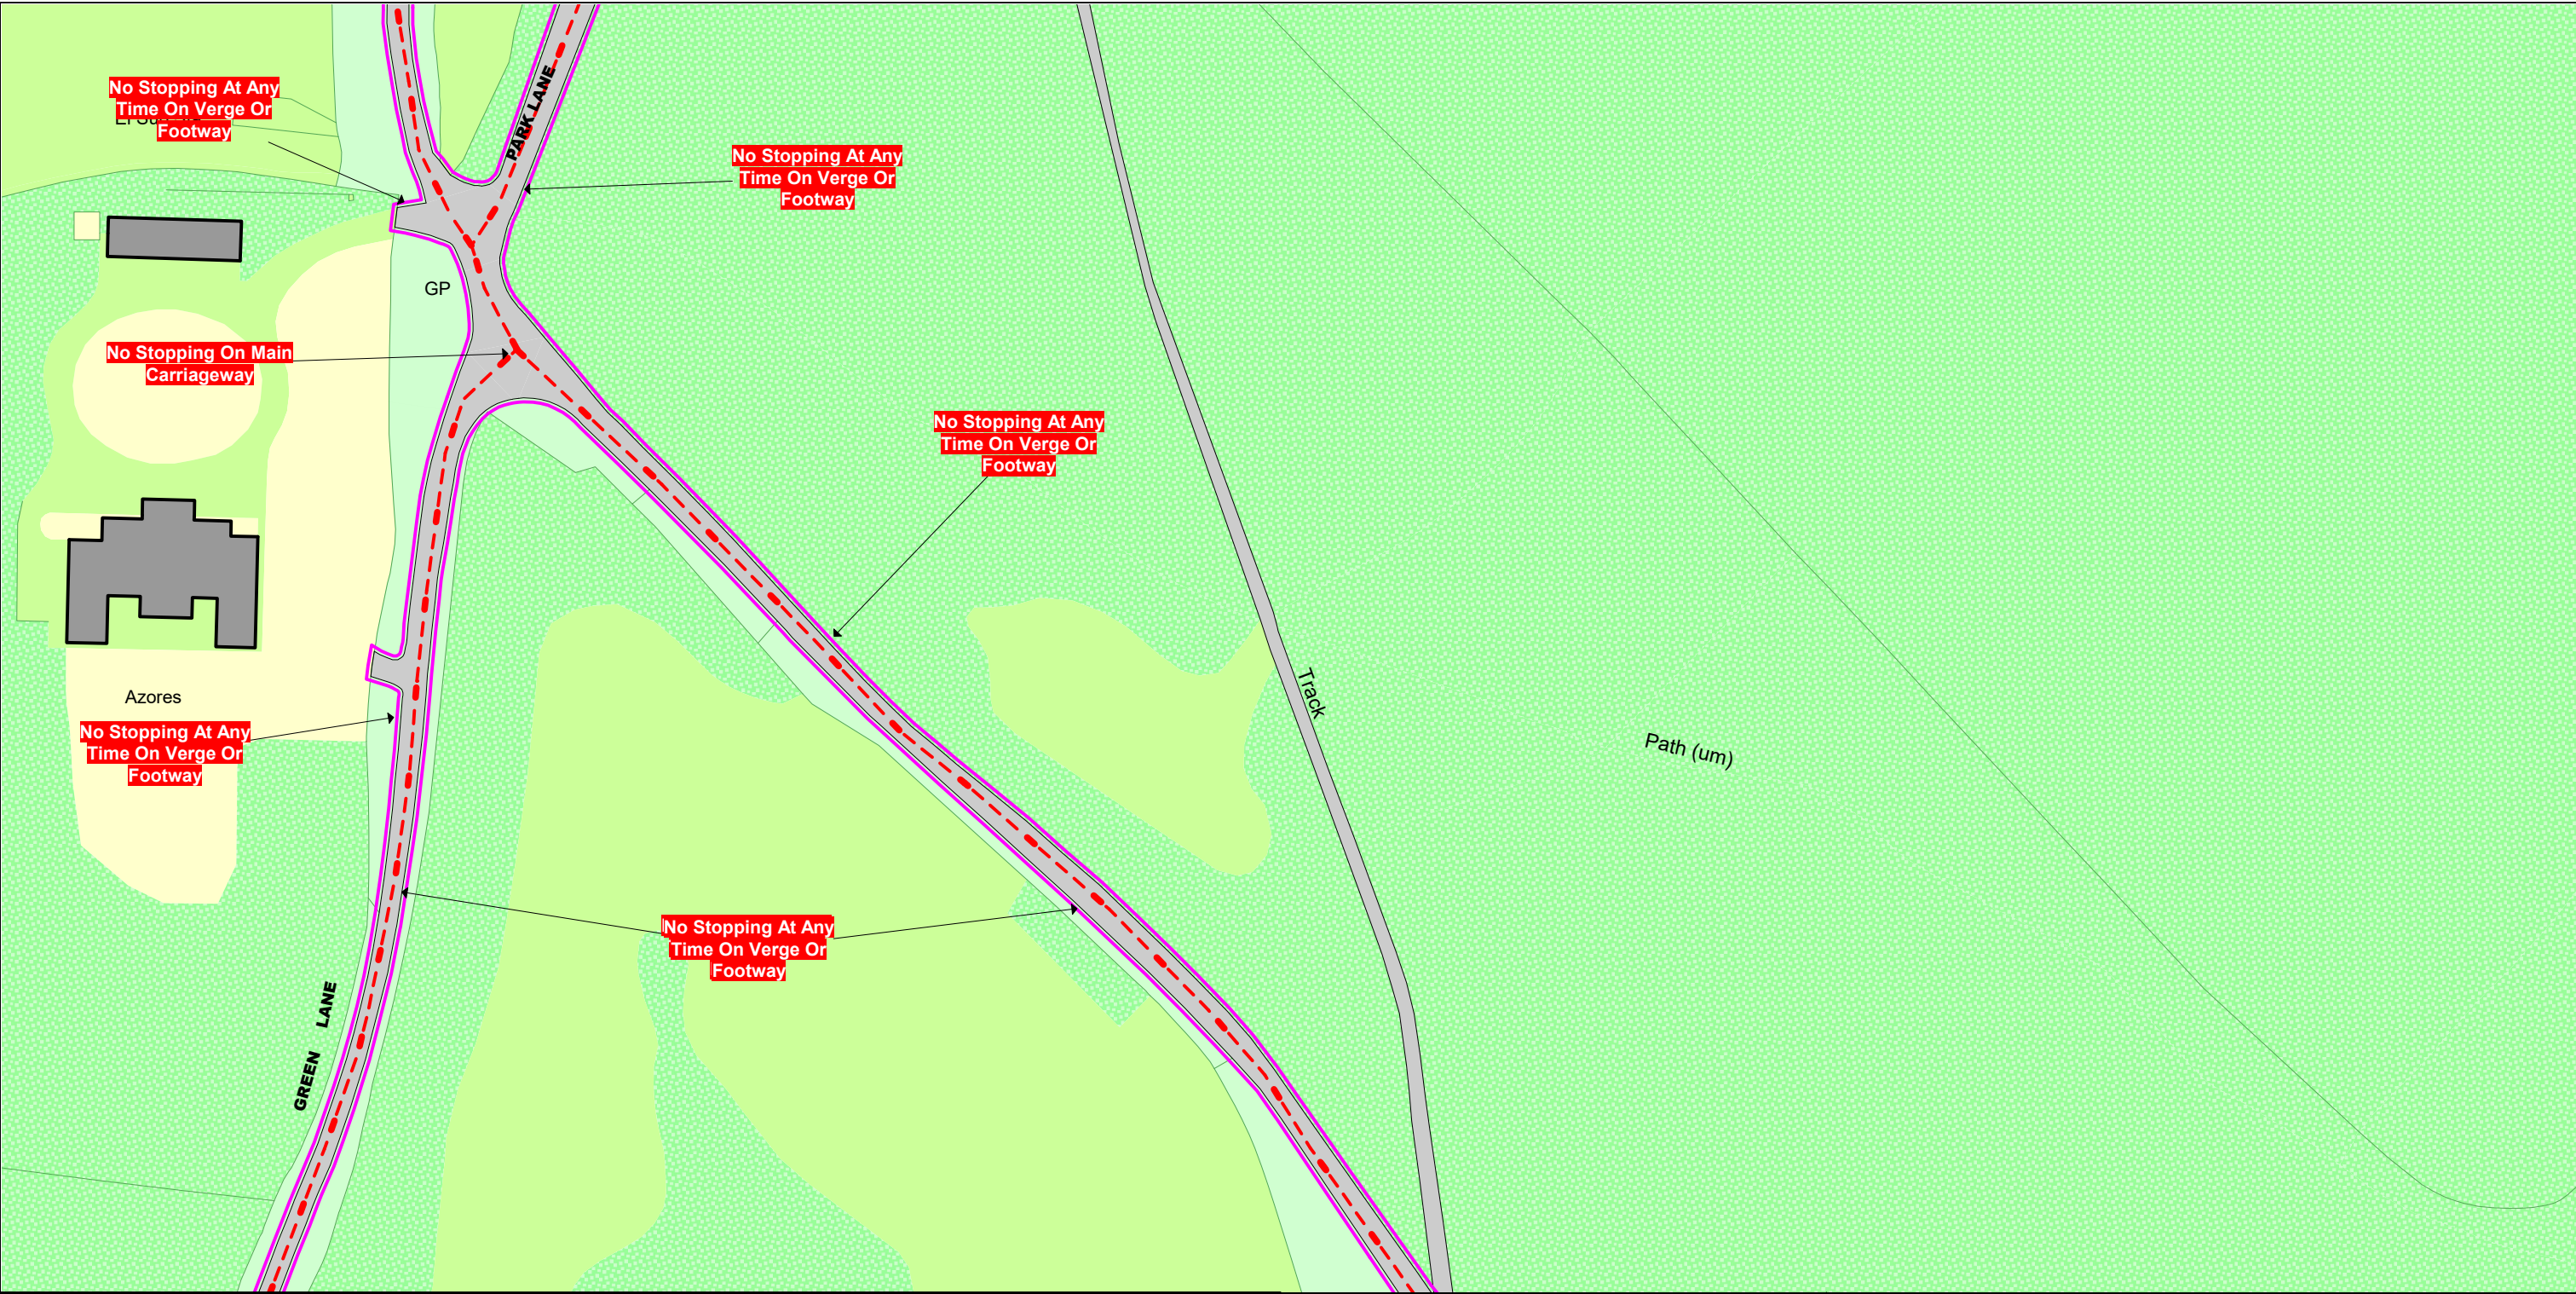 No Stopping At Any
Time On Verge Or
Footway
PARK LANE
No Stopping At Any
Time On Verge Or
Footway
GP
No Stopping On Main
Carriageway
No Stopping At Any
Time On Verge Or
Footway
Track
Azores
No Stopping At Any
Time On Verge Or
Footway
Path (um)
No Stopping At Any
Time On Verge Or
Footway
GREEN LANE